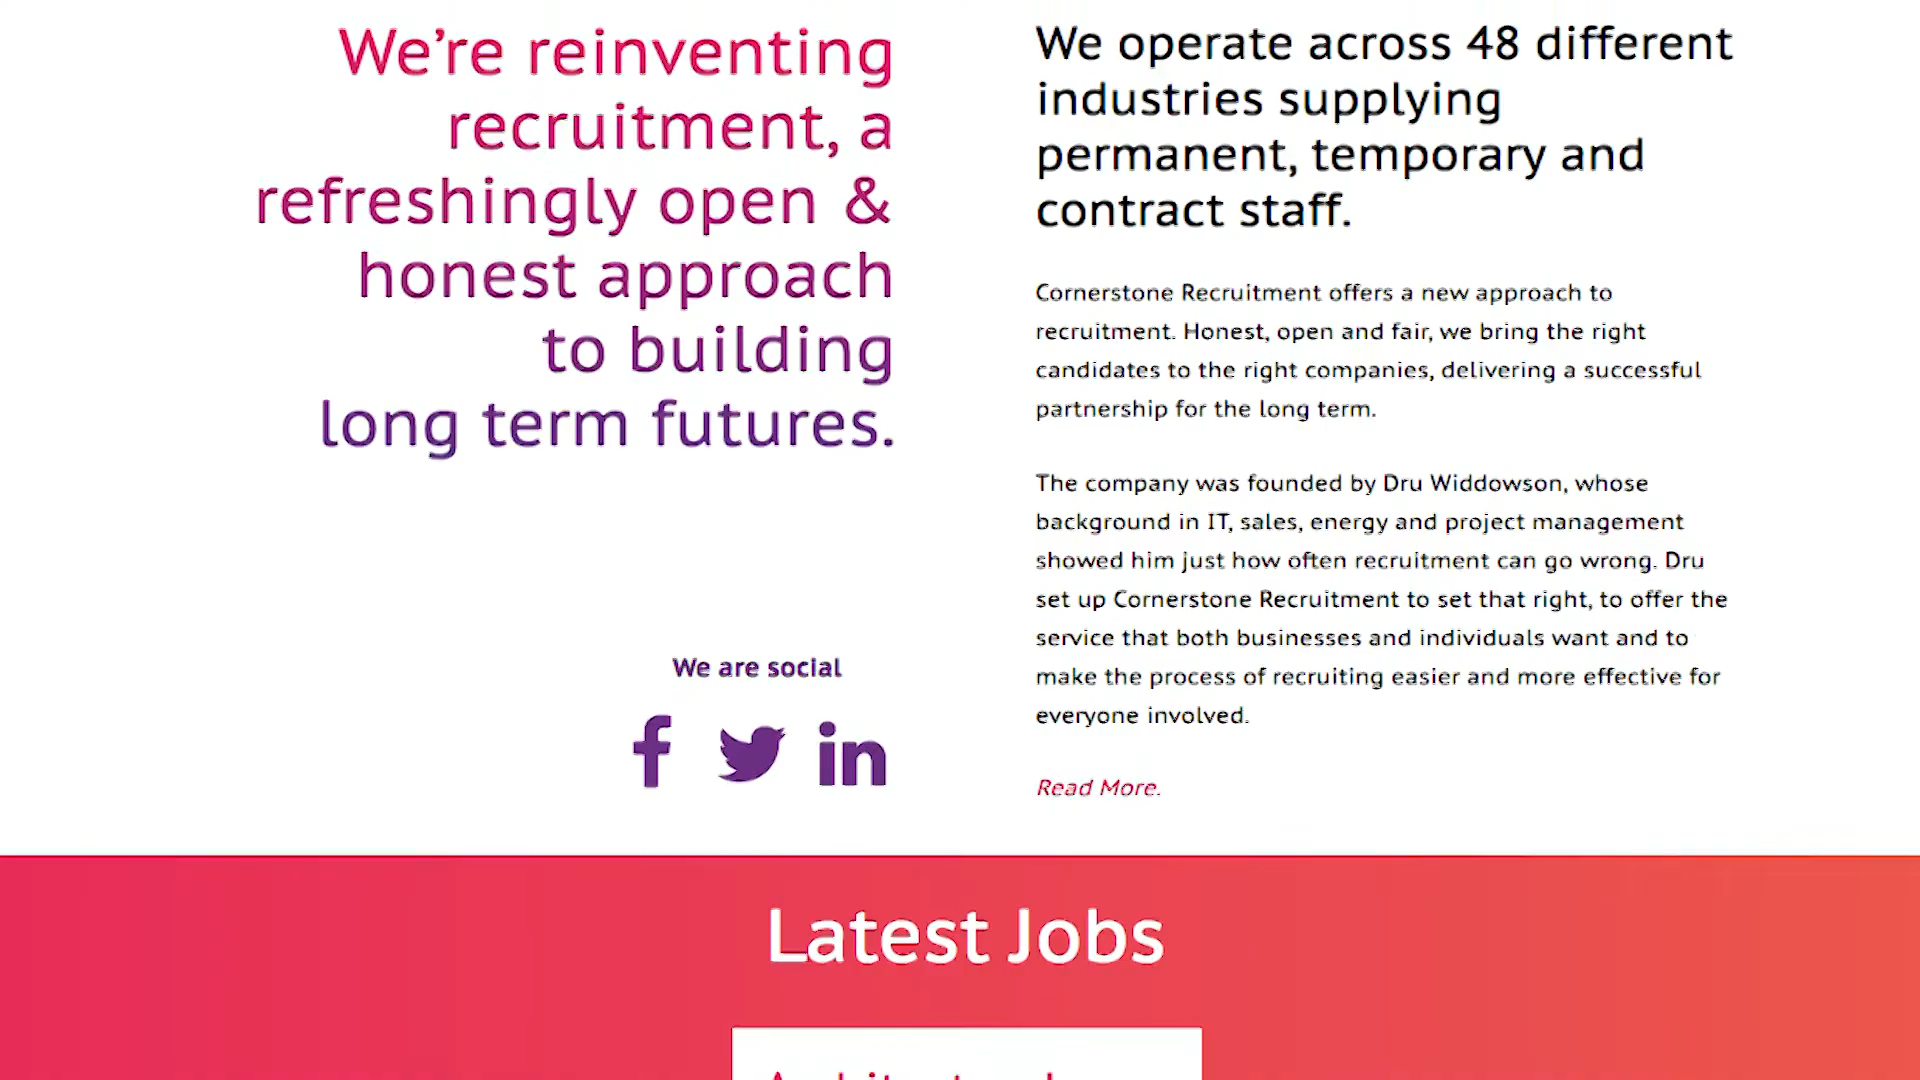 We're reinventing
recruitment, a
refreshingly open &
honest approach
to building
long term futures.
We are social
We operate across 48 different
industries supplying
permanent, temporary and
contract staff.
Cornerstone Recruitment offers a new approach to
recruitment. Honest, open and fair, we bring the right
candidates to the right companies, delivering a successful
partnership for the long term.
The company was founded by Dru Widdowson, whose
background in IT, sales, energy and project management
showed him just how often recruitment can go wrong. Dru
set up Cornerstone Recruitment to set that right, to offer the
service that both businesses and individuals want and to
make the process of recruiting easier and more effective for
everyone involved.
Read More.
Latest Jobs